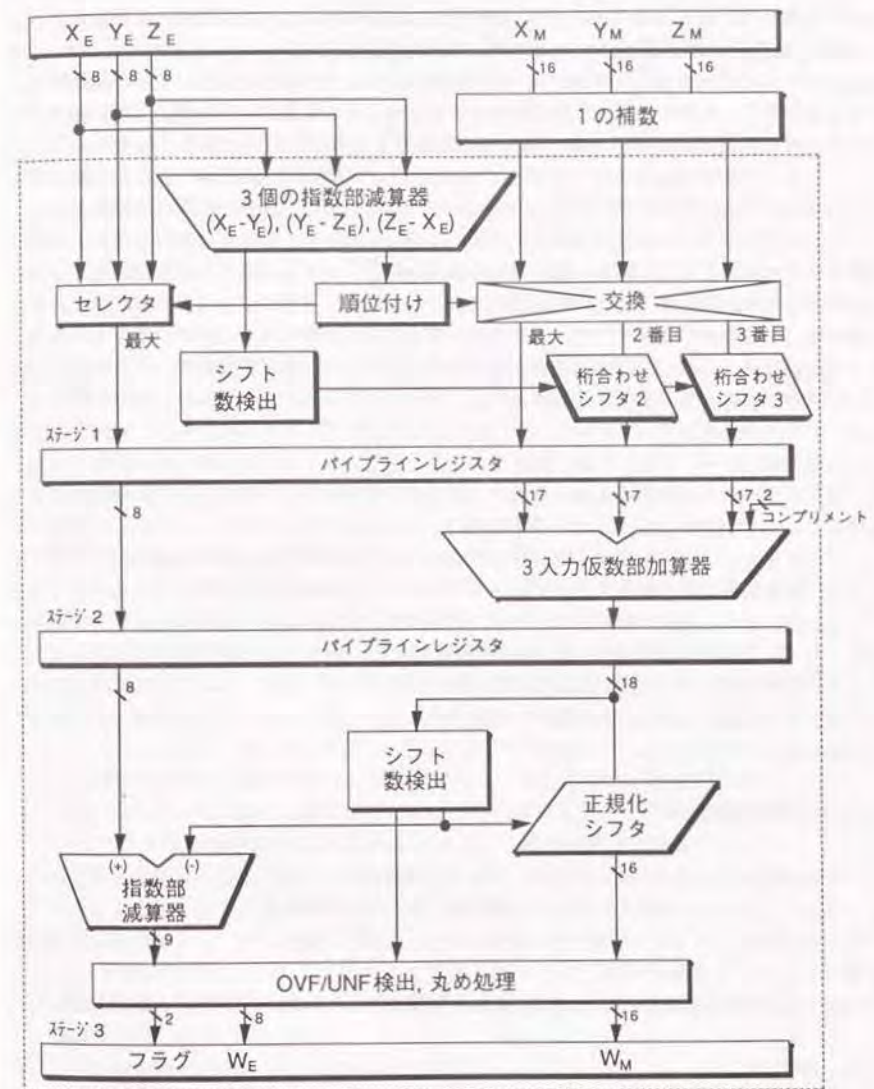 X_E Y_E Z_E X_M Y_M Z_M
8 8 8 16 16 16
1の補数
3個の指数部減算器
(X_E-Y_E), (Y_E-Z_E), (Z_E-X_E)
セレクタ 順位付け 交換
最大 最大 2番目 3番目
シフト
数検出
桁合わせ
シフタ2
桁合わせ
シフタ3
ステージ1
パイプラインレジスタ
8 17 17 17 2
コンプリメント
3入力仮数部加算器
ステージ2
パイプラインレジスタ
8 18
シフト
数検出
正規化
シフタ
(+) (-)
指数部
減算器
16
9
OVF/UNF検出, 丸め処理
2 8 16
ステージ3
フラグ W_E W_M